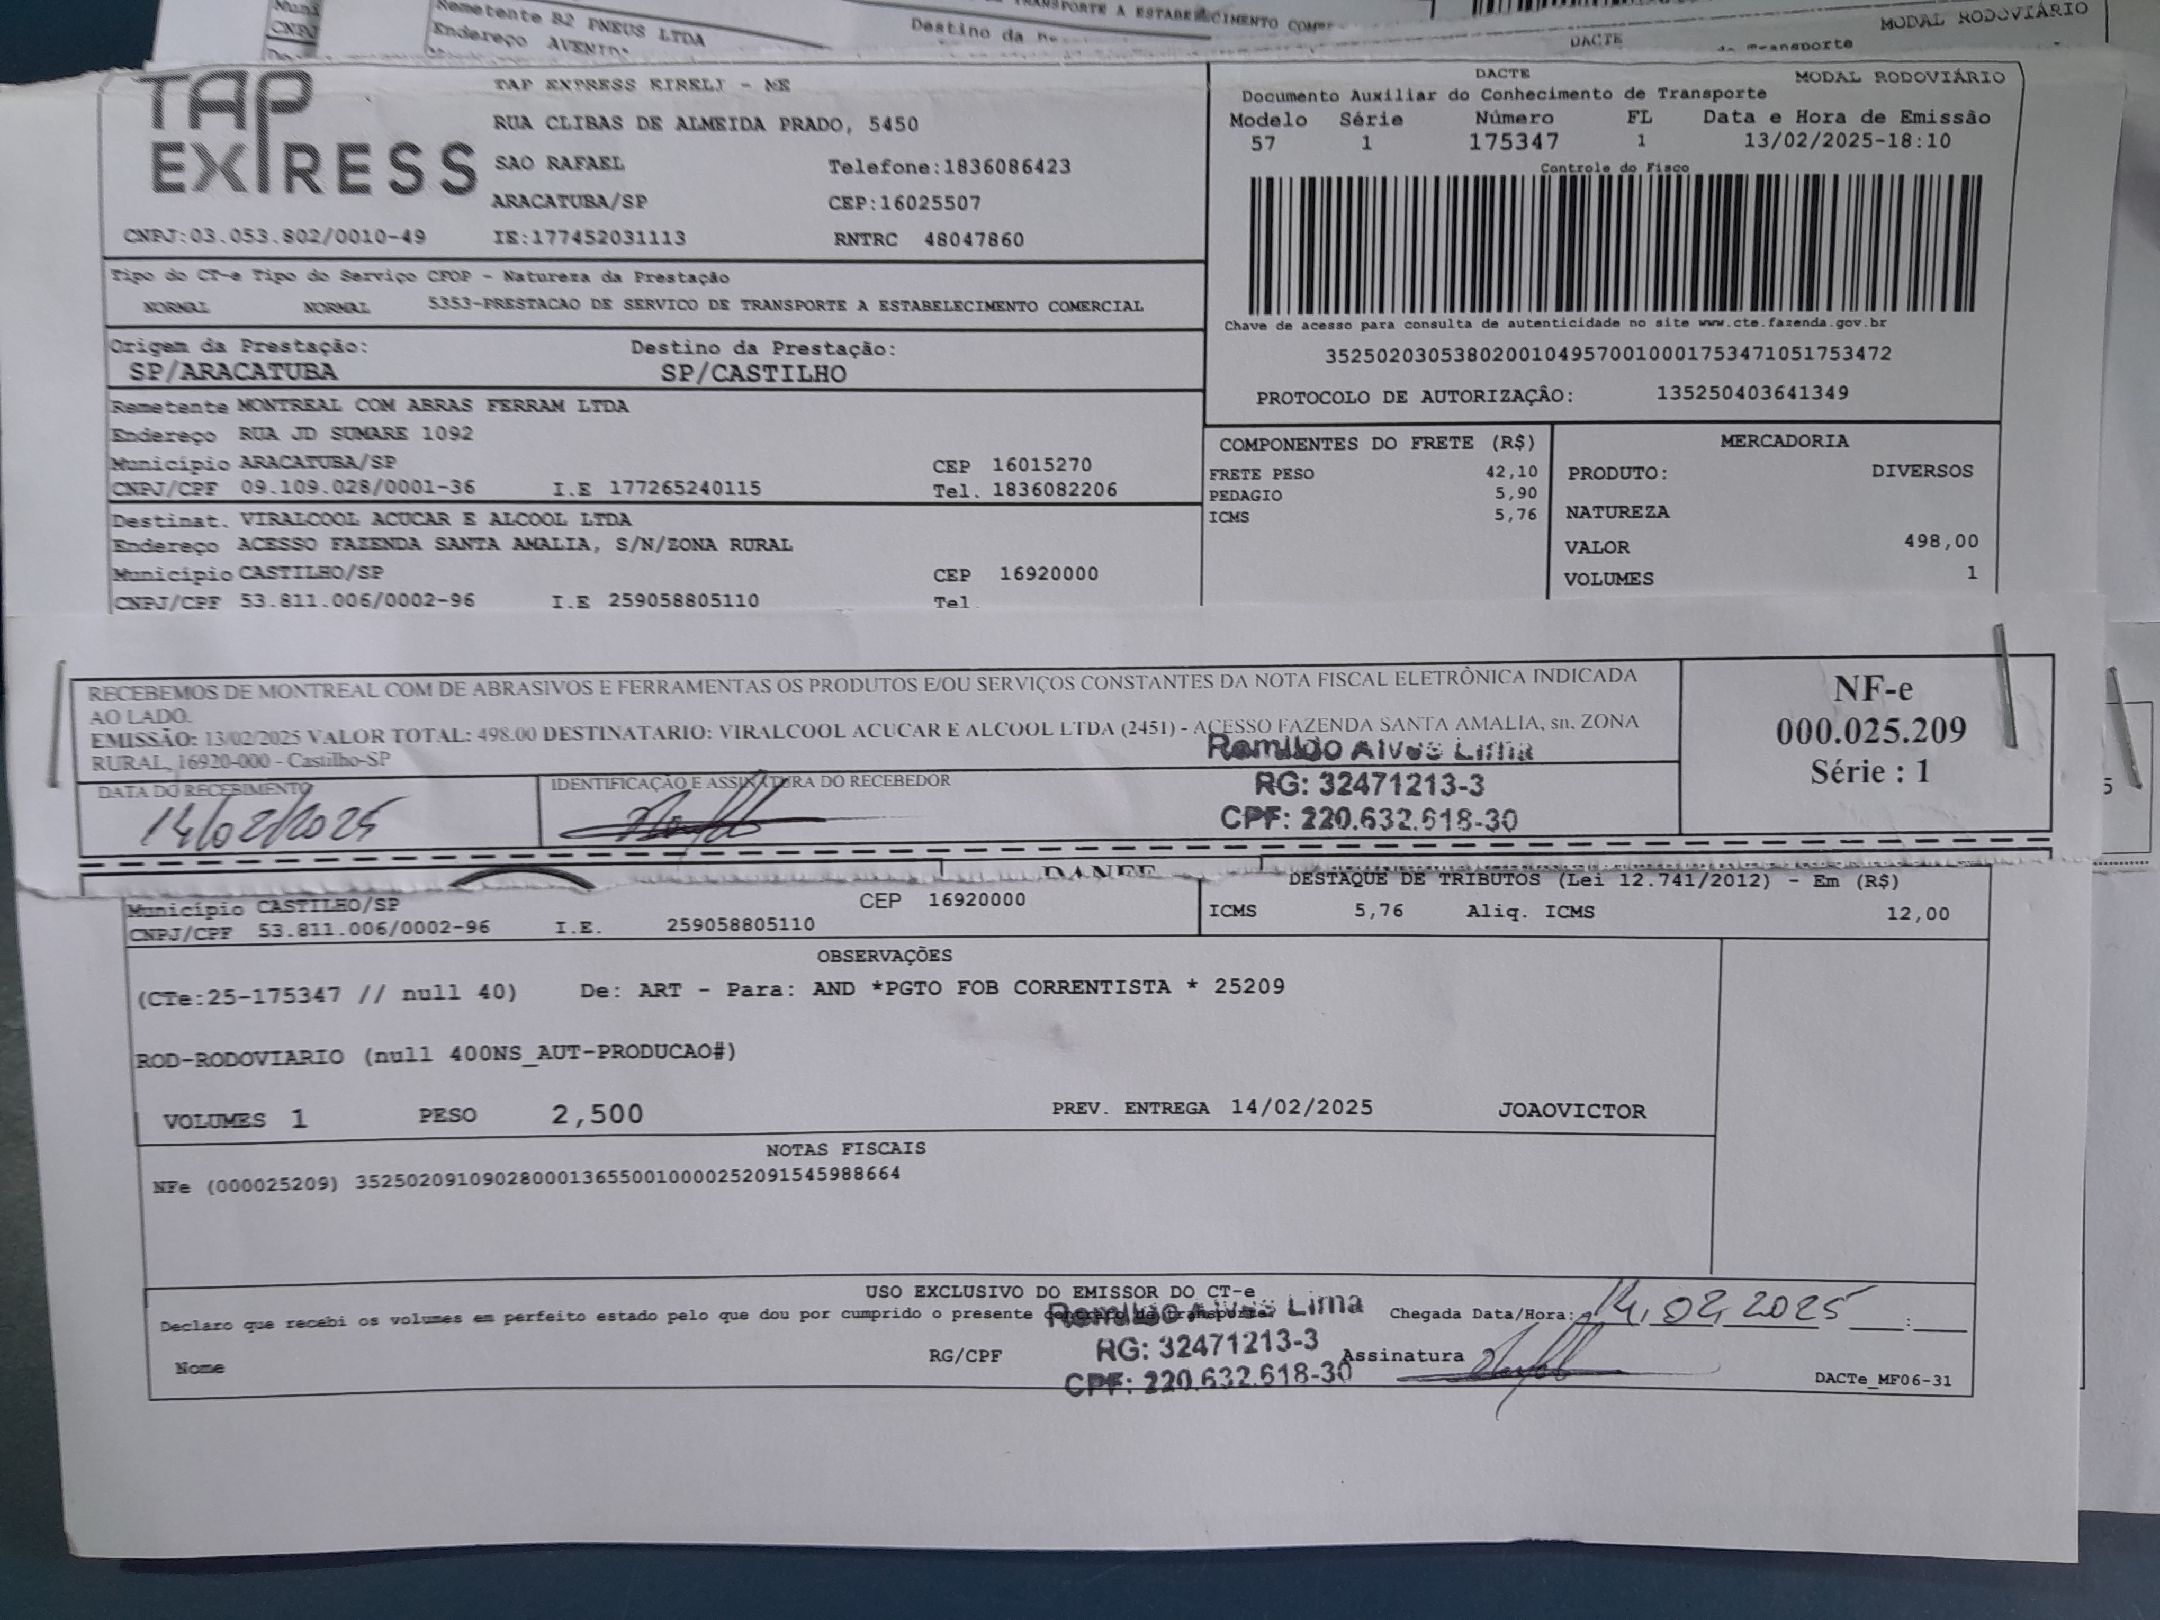 Remetente R2 PNEUS LTDA
Endereço
MODAL RODOVIÁRIO
DACTE
TAP EXPRESS
TAP EXPRESS EIRELI - ME
RUA CLIBAS DE ALMEIDA PRADO, 5450
SAO RAFAEL Telefone:1836086423
ARACATUBA/SP CEP:16025507
CNPJ:03.053.802/0010-49 IE:177452031113 RNTRC 48047860
DACTE MODAL RODOVIÁRIO
Documento Auxiliar do Conhecimento de Transporte
Modelo Série Número FL Data e Hora de Emissão
57 1 175347 1 13/02/2025-18:10
Controle do Fisco
Chave de acesso para consulta de autenticidade no site www.cte.fazenda.gov.br
35250203053802001049570010001753471051753472
PROTOCOLO DE AUTORIZAÇÂO: 135250403641349
Tipo do CT-e Tipo do Serviço CFOP - Natureza da Prestação
NORMAL NORMAL 5353-PRESTACAO DE SERVICO DE TRANSPORTE A ESTABELECIMENTO COMERCIAL
Origem da Prestação: Destino da Prestação:
SP/ARACATUBA SP/CASTILHO
Remetente MONTREAL COM ABRAS FERRAM LTDA
Endereço RUA JD SUMARE 1092
Município ARACATUBA/SP CEP 16015270
CNPJ/CPF 09.109.028/0001-36 I.E 177265240115 Tel. 1836082206
Destinat. VIRALCOOL ACUCAR E ALCOOL LTDA
Endereço ACESSO FAZENDA SANTA AMALIA, S/N/ZONA RURAL
Município CASTILHO/SP CEP 16920000
CNPJ/CPF 53.811.006/0002-96 I.E 259058805110 Tel
COMPONENTES DO FRETE (R$)
FRETE PESO 42,10
PEDAGIO 5,90
ICMS 5,76
MERCADORIA
PRODUTO: DIVERSOS
NATUREZA
VALOR 498,00
VOLUMES 1
RECEBEMOS DE MONTREAL COM DE ABRASIVOS E FERRAMENTAS OS PRODUTOS E/OU SERVIÇOS CONSTANTES DA NOTA FISCAL ELETRÔNICA INDICADA
AO LADO.
EMISSÃO: 13/02/2025 VALOR TOTAL: 498.00 DESTINATARIO: VIRALCOOL ACUCAR E ALCOOL LTDA (2451) - ACESSO FAZENDA SANTA AMALIA, sn. ZONA
RURAL, 16920-000 - Castilho-SP
NF-e
000.025.209
Série : 1
DATA DO RECEBIMENTO IDENTIFICAÇÃO E ASSINATURA DO RECEBEDOR
14/02/2025
Romildo Alves Lima
RG: 32471213-3
CPF: 220.632.618-30
DANFE
Município CASTILHO/SP CEP 16920000
CNPJ/CPF 53.811.006/0002-96 I.E. 259058805110
DESTAQUE DE TRIBUTOS (Lei 12.741/2012) - Em (R$)
ICMS 5,76 Aliq. ICMS 12,00
OBSERVAÇÕES
(CTe:25-175347 // null 40) De: ART - Para: AND *PGTO FOB CORRENTISTA * 25209
ROD-RODOVIARIO (null 400NS_AUT-PRODUCAO#)
VOLUMES 1 PESO 2,500 PREV. ENTREGA 14/02/2025 JOAOVICTOR
NOTAS FISCAIS
NFe (000025209) 35250209109028000136550010000252091545988664
USO EXCLUSIVO DO EMISSOR DO CT-e
Declaro que recebi os volumes em perfeito estado pelo que dou por cumprido o presente contrato de transporte. Chegada Data/Hora: 14,02,2025 :
Romildo Alves Lima
RG: 32471213-3
CPF: 220.632.618-30
Nome RG/CPF Assinatura
DACTe_MF06-31